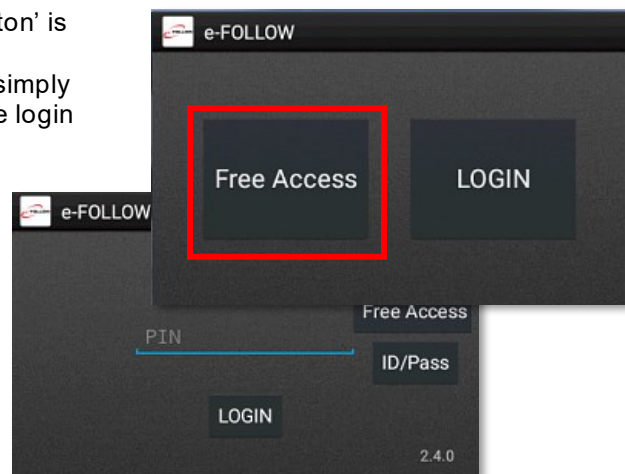 ton’ is
simply
e login
e-FOLLOW
Free Access
LOGIN
e-FOLLOW
Free Access
PIN
ID/Pass
LOGIN
2.4.0